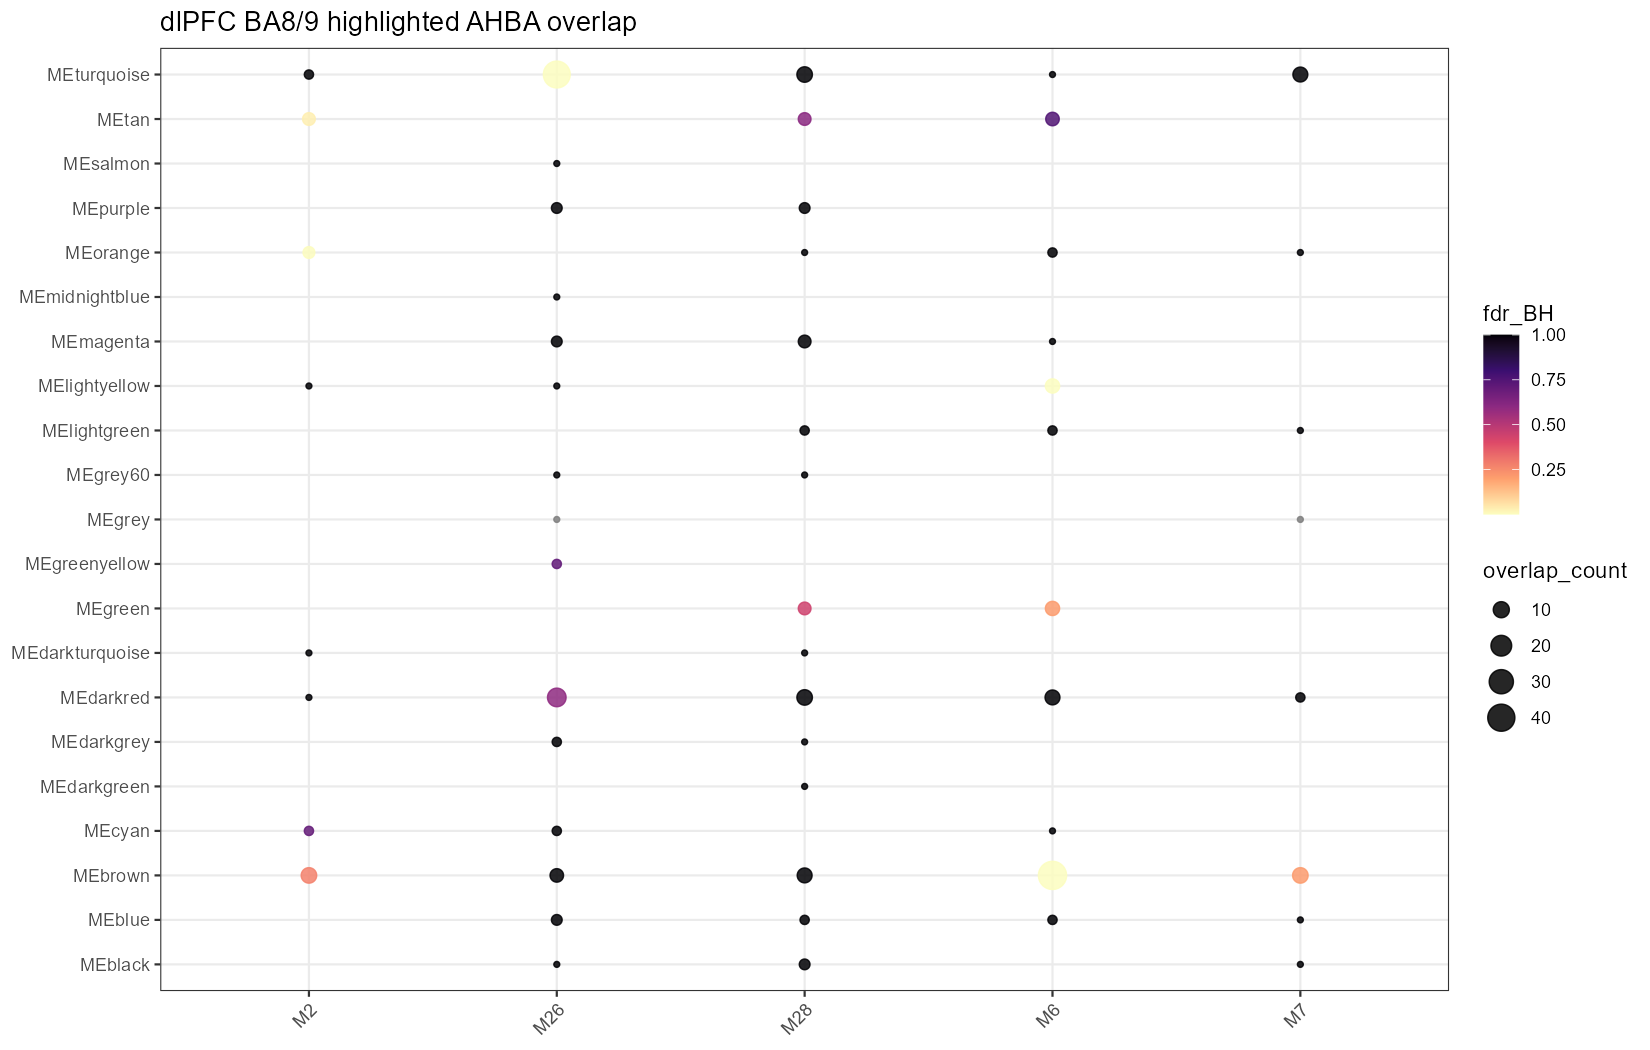 dlPFC BA8/9 highlighted AHBA overlap
MEturquoise
MEtan
MEsalmon
MEpurple
MEorange
MEmidnightblue
MEmagenta
MElightyellow
MElightgreen
MEgrey60
MEgrey
MEgreenyellow
MEgreen
MEdarkturquoise
MEdarkred
MEdarkgrey
MEdarkgreen
MEcyan
MEbrown
MEblue
MEblack
M2
M26
M28
M6
M7
fdr_BH
1.00
0.75
0.50
0.25
overlap_count
10
20
30
40